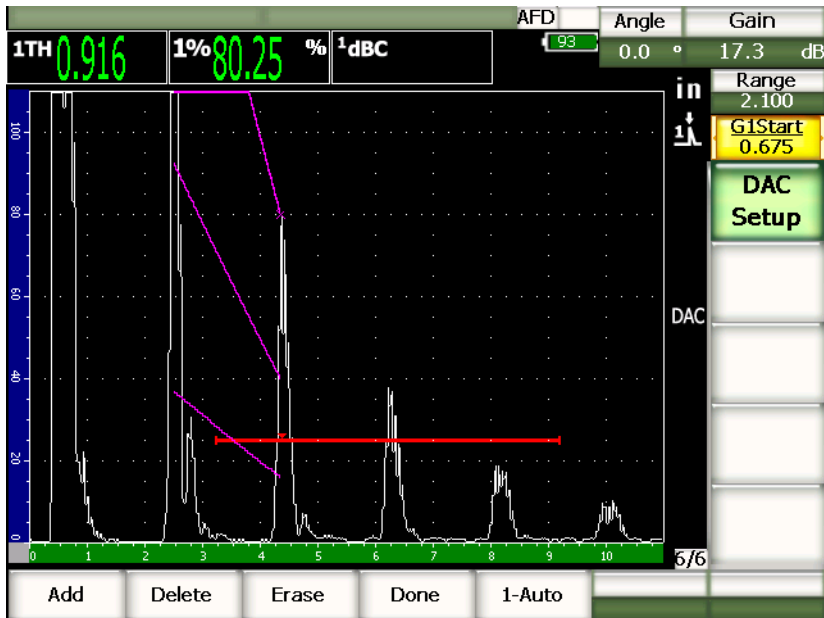 AFD
Angle
Gain
1TH 0.916
1% 80.25 %
1dBC
93
0.0 °
17.3 dB
in
Range
2.100
1
G1Start
0.675
DAC
Setup
DAC
100
80
60
40
20
0
0 1 2 3 4 5 6 7 8 9 10
6/6
Add
Delete
Erase
Done
1-Auto